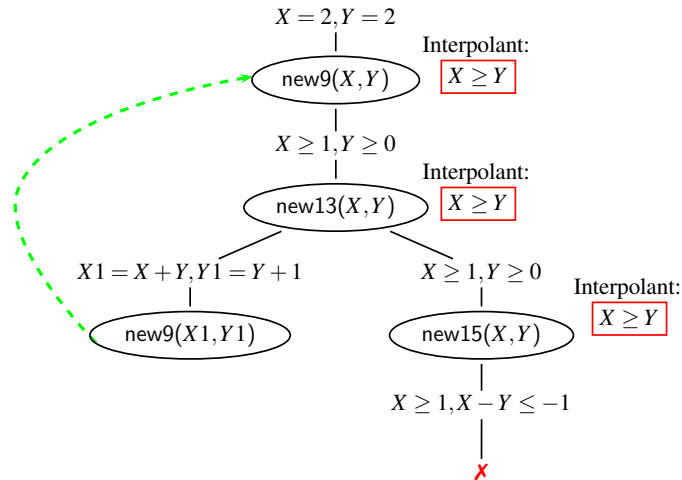 X = 2,Y = 2
Interpolant:
new9(X,Y)
X ≥ Y
X ≥ 1,Y ≥ 0
Interpolant:
new13(X,Y)
X ≥ Y
X1 = X +Y,Y1 = Y + 1
X ≥ 1,Y ≥ 0
Interpolant:
new9(X1,Y1)
new15(X,Y)
X ≥ Y
X ≥ 1,X −Y ≤ −1
✗